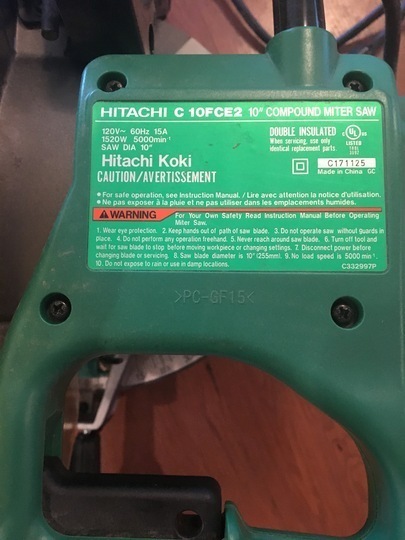 HITACHI C 10FCE2 10" COMPOUND MITER SAW
120V~ 60Hz 15A
1520W 5000min⁻¹
SAW DIA 10"
Hitachi Koki
CAUTION/AVERTISSEMENT
DOUBLE INSULATED
When servicing, use only
identical replacement parts.
UL
LISTED
C171125
Made in China GC
• For safe operation, see Instruction Manual. / Lire avec attention la notice d'utilisation.
• Ne pas exposer à la pluie et ne pas utiliser dans les emplacements humides.
WARNING For Your Own Safety Read Instruction Manual Before Operating
Miter Saw.
1. Wear eye protection. 2. Keep hands out of path of saw blade. 3. Do not operate saw without guards in
place. 4. Do not perform any operation freehand. 5. Never reach around saw blade. 6. Turn off tool and
wait for saw blade to stop before moving workpiece or changing settings. 7. Disconnect power before
changing blade or servicing. 8. Saw blade diameter is 10" (255mm). 9. No load speed is 5000 min⁻¹.
10. Do not expose to rain or use in damp locations.
C332997P
>PC-GF15<